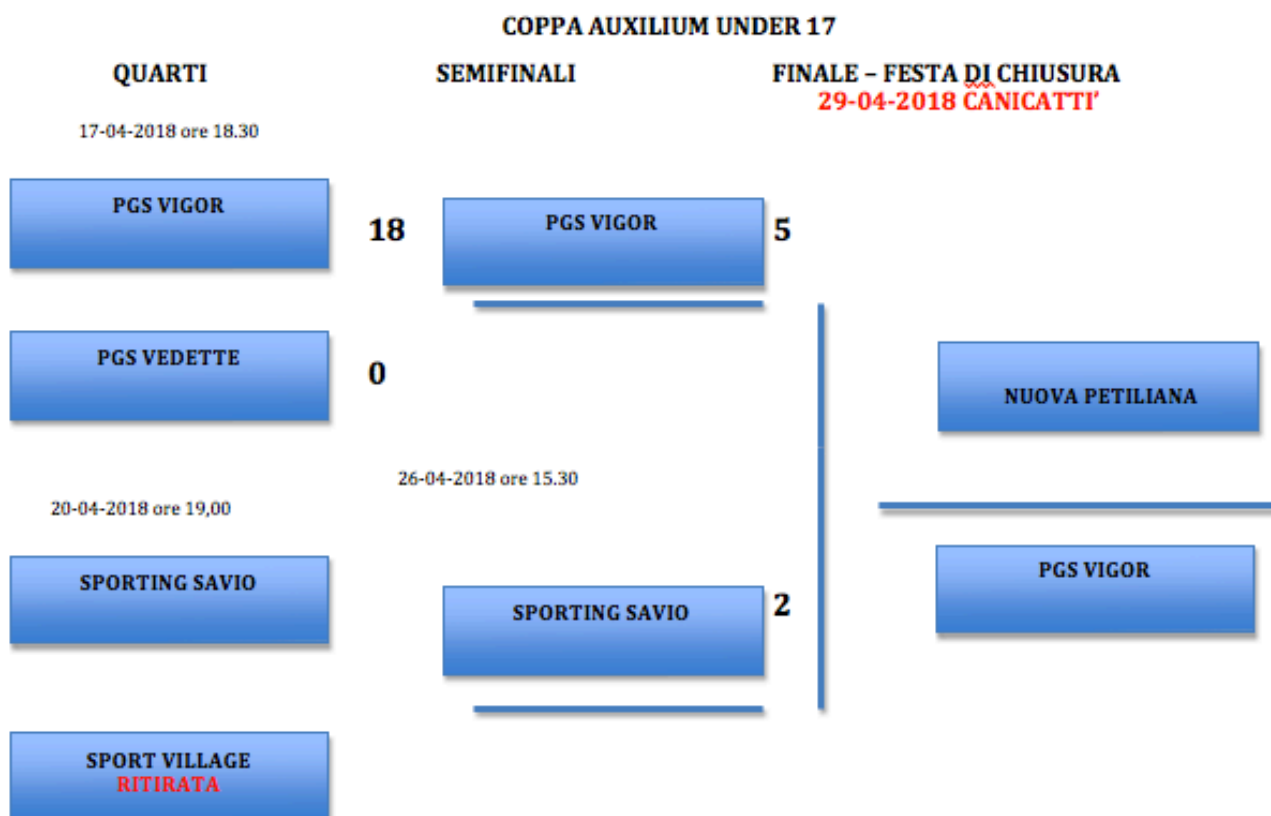 COPPA AUXILIUM UNDER 17
QUARTI
SEMIFINALI
FINALE – FESTA DI CHIUSURA
29-04-2018 CANICATTI'
17-04-2018 ore 18.30
PGS VIGOR
18
PGS VIGOR
5
PGS VEDETTE
0
NUOVA PETILIANA
26-04-2018 ore 15.30
20-04-2018 ore 19,00
SPORTING SAVIO
SPORTING SAVIO
2
PGS VIGOR
SPORT VILLAGE
RITIRATA